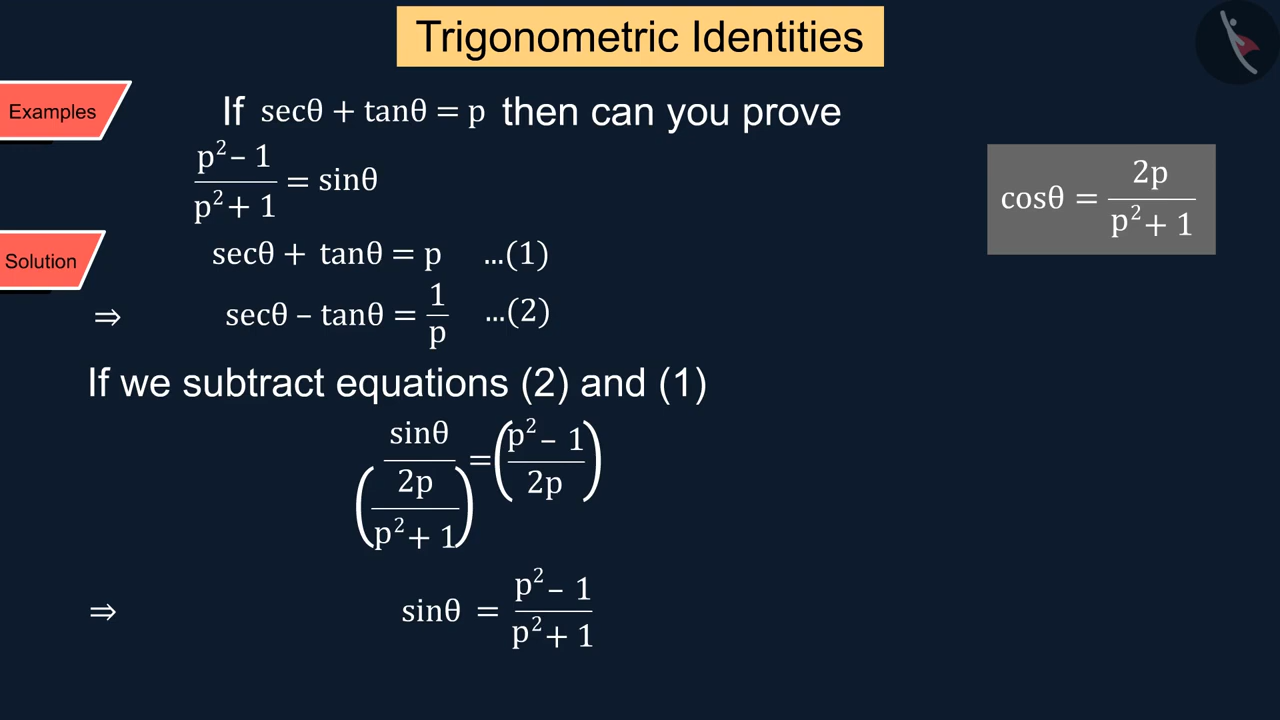 Trigonometric Identities
Examples
If secθ + tanθ = p then can you prove
p² – 1
p² + 1
= sinθ
cosθ =
2p
p² + 1
Solution
secθ + tanθ = p ...(1)
⇒ secθ – tanθ = 1/p ...(2)
If we subtract equations (2) and (1)
sinθ
(2p
p² + 1)
=
(p² – 1
2p)
⇒ sinθ =
p² – 1
p² + 1